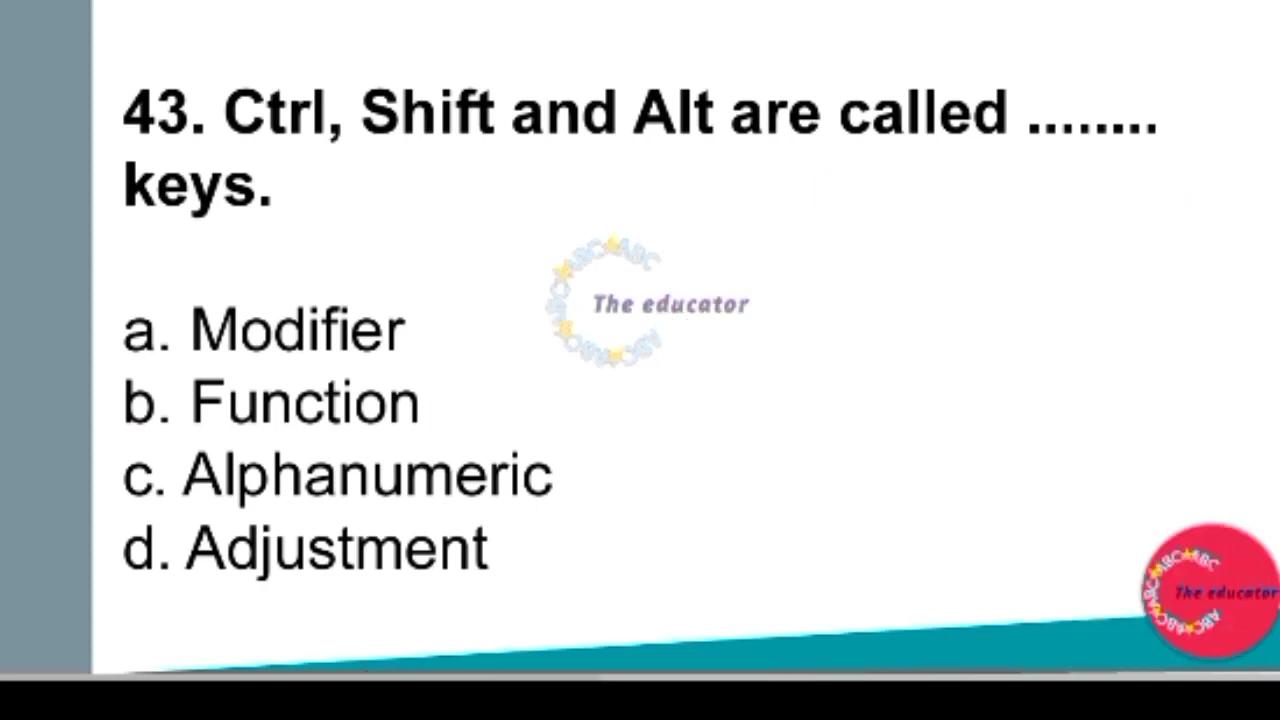 43. Ctrl, Shift and Alt are called ........
keys.
The educator
a. Modifier
b. Function
c. Alphanumeric
d. Adjustment
The educator